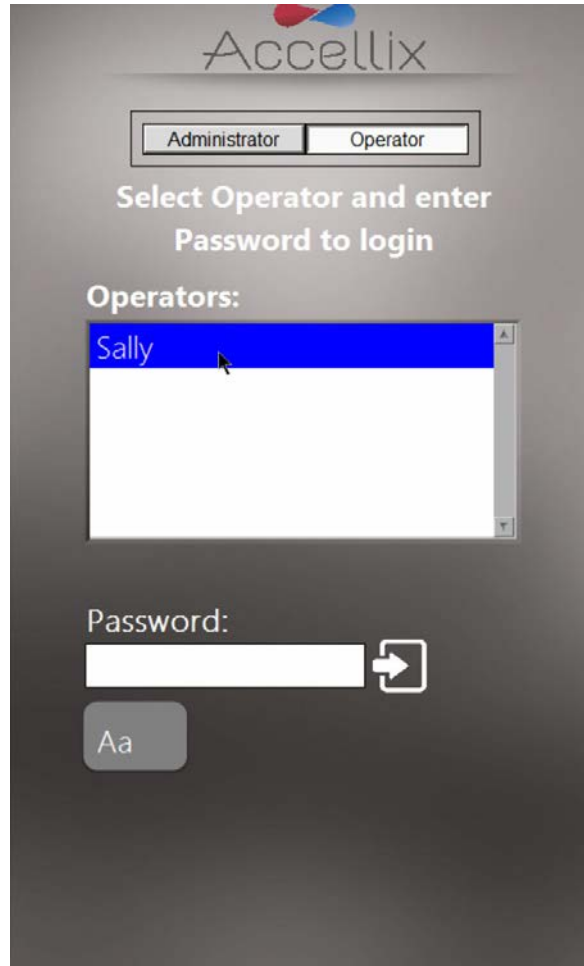 Accellix
Administrator Operator
Select Operator and enter
Password to login
Operators:
Sally
Password:
Aa